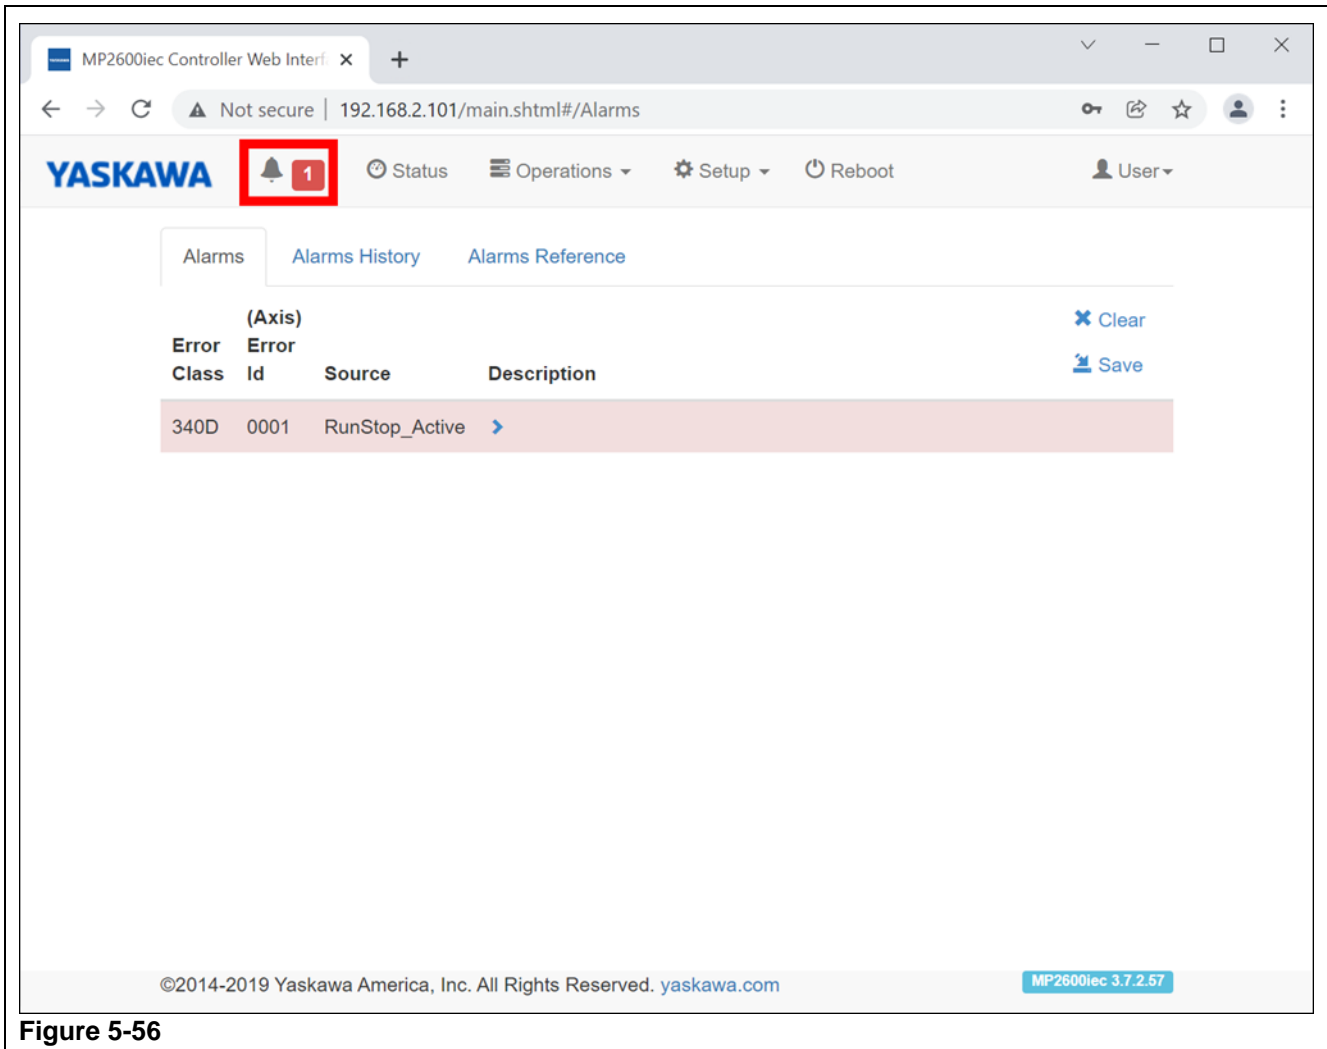 MP2600iec Controller Web Interf
Not secure | 192.168.2.101/main.shtml#/Alarms
YASKAWA 1 Status Operations Setup Reboot User
Alarms Alarms History Alarms Reference
(Axis)
Error Error
Class Id Source Description
Clear
Save
340D 0001 RunStop_Active
©2014-2019 Yaskawa America, Inc. All Rights Reserved. yaskawa.com MP2600iec 3.7.2.57
Figure 5-56